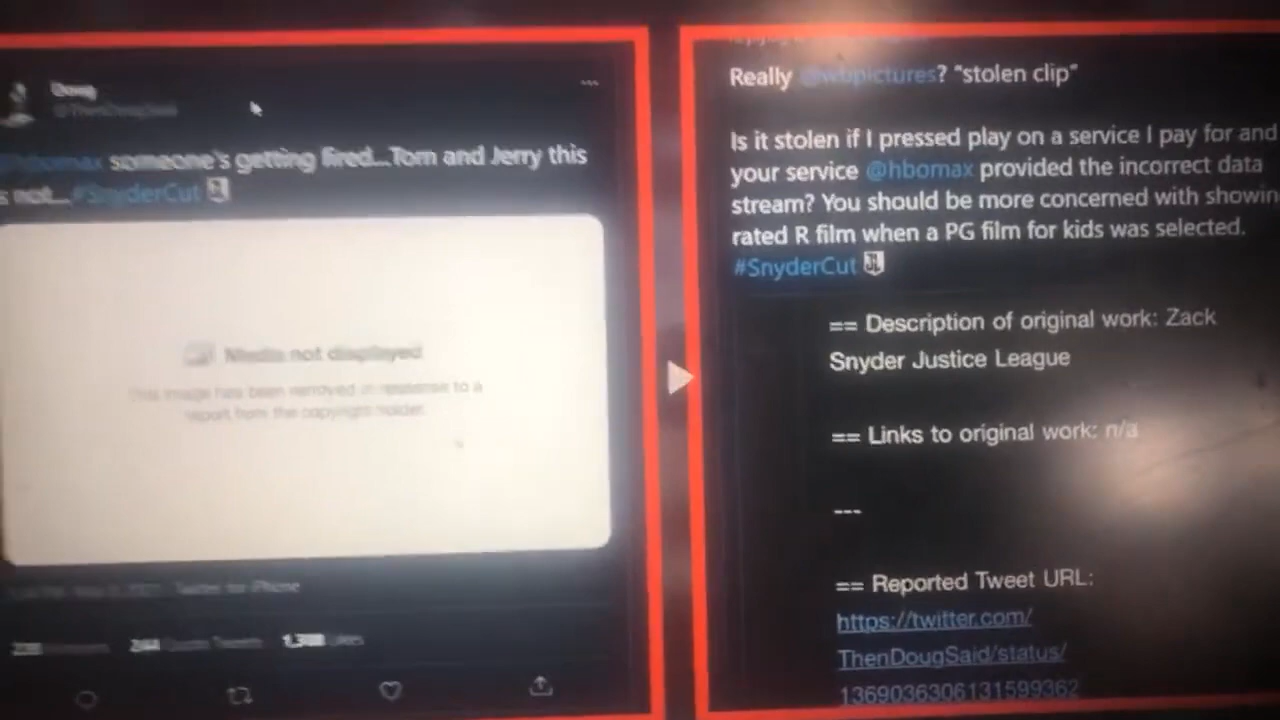 Doug
@ThenDougSaid
@hbomax someone's getting fired...Tom and Jerry this
s not...#SnyderCut
Media not displayed
This image has been removed in response to a
report from the copyright holder.
Twitter for iPhone
Quote Tweets
Likes
Really @wbpictures? "stolen clip"
Is it stolen if I pressed play on a service I pay for and
your service @hbomax provided the incorrect data
stream? You should be more concerned with showin
rated R film when a PG film for kids was selected.
#SnyderCut
== Description of original work: Zack
Snyder Justice League
== Links to original work: n/a
---
== Reported Tweet URL:
https://twitter.com/
ThenDougSaid/status/
1369036306131599362